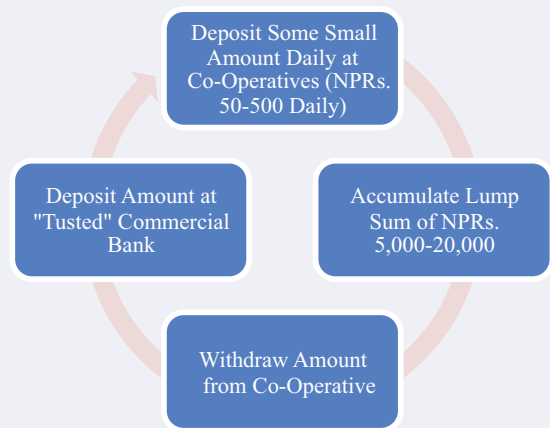 Deposit Some Small
Amount Daily at
Co-Operatives (NPRs.
50-500 Daily)
Deposit Amount at
"Tusted" Commercial
Bank
Accumulate Lump
Sum of NPRs.
5,000-20,000
Withdraw Amount
from Co-Operative